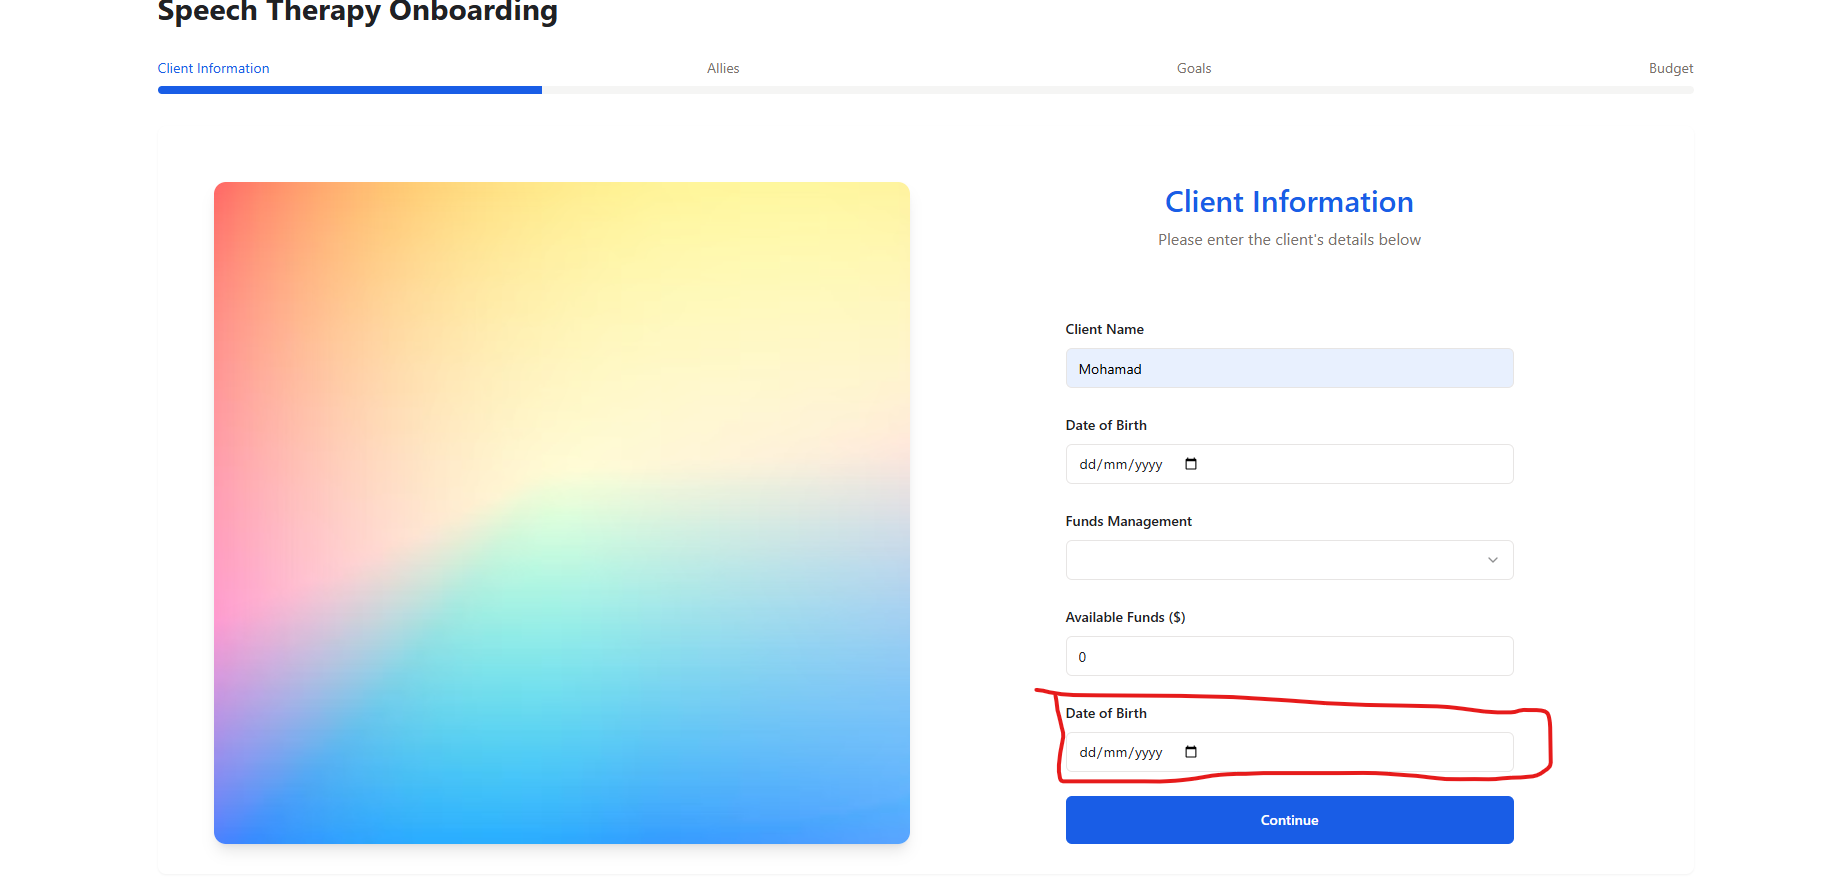 Speech Therapy Onboarding
Client Information
Allies
Goals
Budget
Client Information
Please enter the client's details below
Client Name
Mohamad
Date of Birth
dd/mm/yyyy
Funds Management
Available Funds ($)
0
Date of Birth
dd/mm/yyyy
Continue